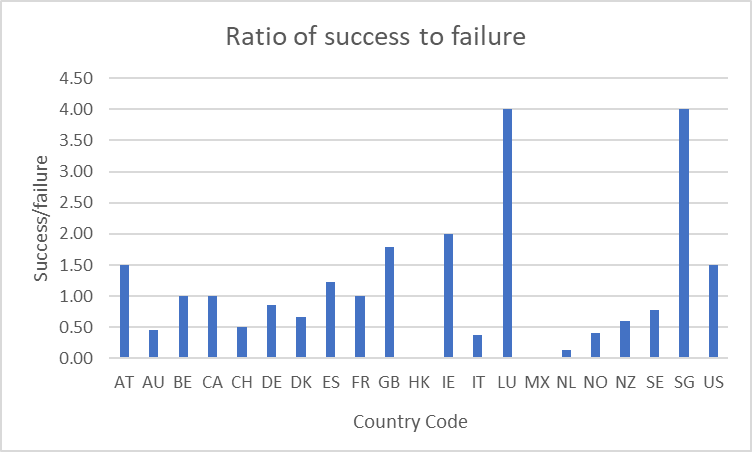 Ratio of success to failure
4.50
4.00
3.50
3.00
2.50
2.00
1.50
1.00
0.50
0.00
Success/failure
AT AU BE CA CH DE DK ES FR GB HK IE IT LU MX NL NO NZ SE SG US
Country Code